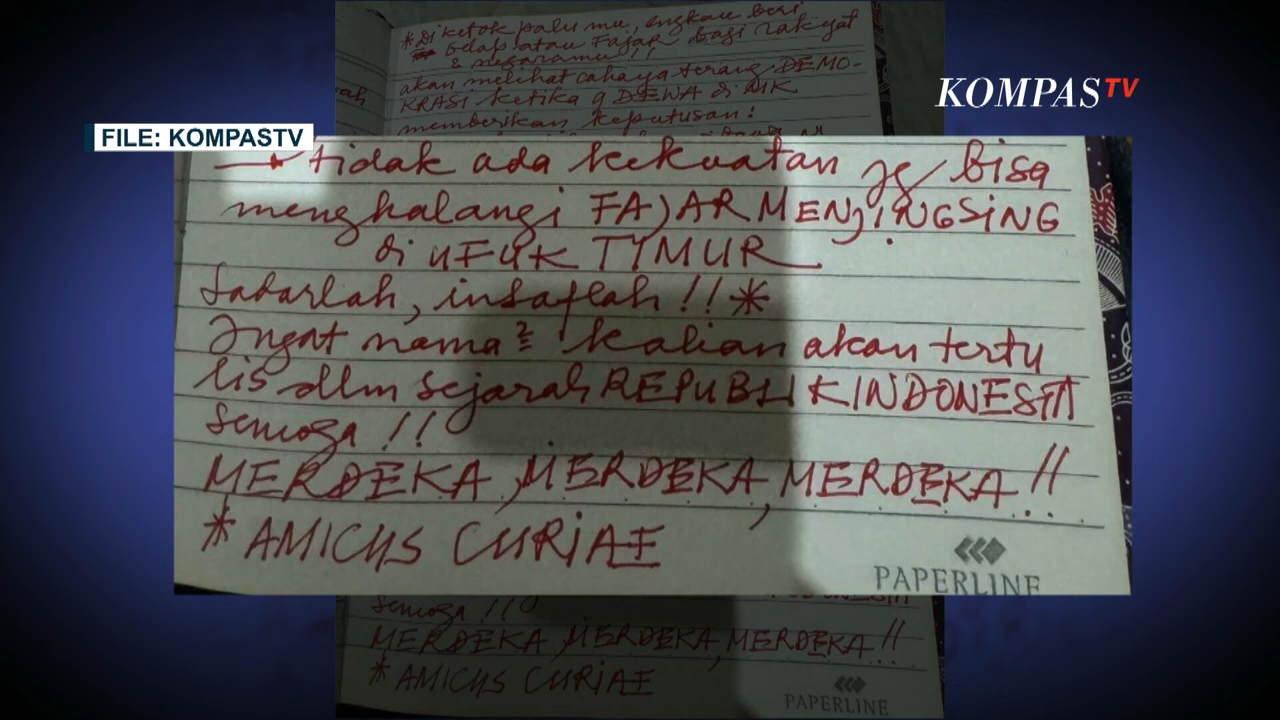 *Di ketok palu mu, engkau beri
Gelap atau Fajar bagi rakyat
& negaramu!!
akan melihat cahaya terang DEMO-
KRASI ketika 9 DEWA di MK
memberikan keputusan:
KOMPASTV
FILE: KOMPASTV
→ tidak ada kekuatan yg bisa
menghalangi FAJAR MENYINGSING
di UFUK TIMUR
Sadarlah, insaflah!! *
Ingat nama² kalian akan tertu
lis dlm sejarah REPUBLIK INDONESIA
Semoga!!
MERDEKA, MERDEKA, MERDEKA!!...
*AMICUS CURIAE
PAPERLINE
Semoga!!
MERDEKA, MERDEKA, MERDEKA!!..
*AMICUS CURIAE
PAPERLINE